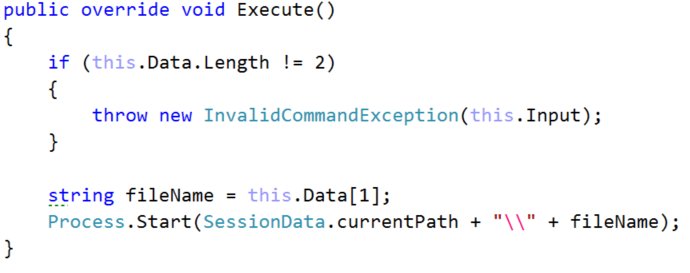 public override void Execute()
{
    if (this.Data.Length != 2)
    {
        throw new InvalidCommandException(this.Input);
    }

    string fileName = this.Data[1];
    Process.Start(SessionData.currentPath + "\\" + fileName);
}